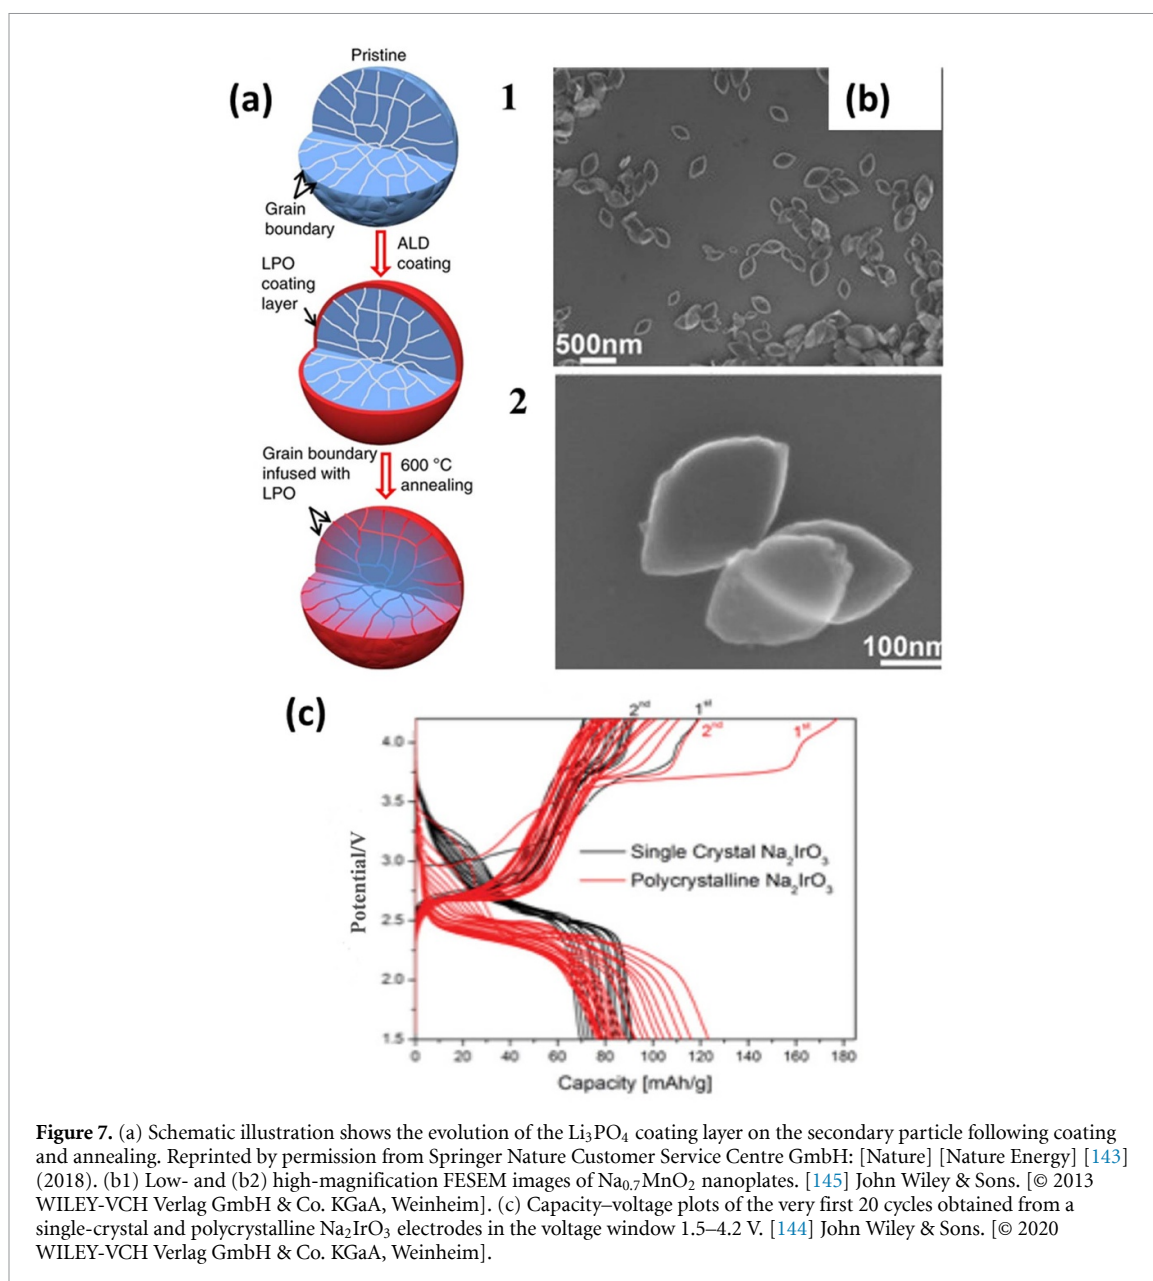 Pristine
(a)
Grain
boundary
ALD
coating
LPO
coating
layer
Grain boundary
infused with
LPO
600 °C
annealing
1
(b)
500nm
2
100nm
(c)
2nd
1st
2nd
1st
4.0
3.5
3.0
2.5
2.0
1.5
Potential/V
Single Crystal Na₂IrO₃
Polycrystalline Na₂IrO₃
0 20 40 60 80 100 120 140 160 180
Capacity [mAh/g]
Figure 7. (a) Schematic illustration shows the evolution of the Li₃PO₄ coating layer on the secondary particle following coating
and annealing. Reprinted by permission from Springer Nature Customer Service Centre GmbH: [Nature] [Nature Energy] [143]
(2018). (b1) Low- and (b2) high-magnification FESEM images of Na₀.₇MnO₂ nanoplates. [145] John Wiley & Sons. [© 2013
WILEY-VCH Verlag GmbH & Co. KGaA, Weinheim]. (c) Capacity–voltage plots of the very first 20 cycles obtained from a
single-crystal and polycrystalline Na₂IrO₃ electrodes in the voltage window 1.5–4.2 V. [144] John Wiley & Sons. [© 2020
WILEY-VCH Verlag GmbH & Co. KGaA, Weinheim].